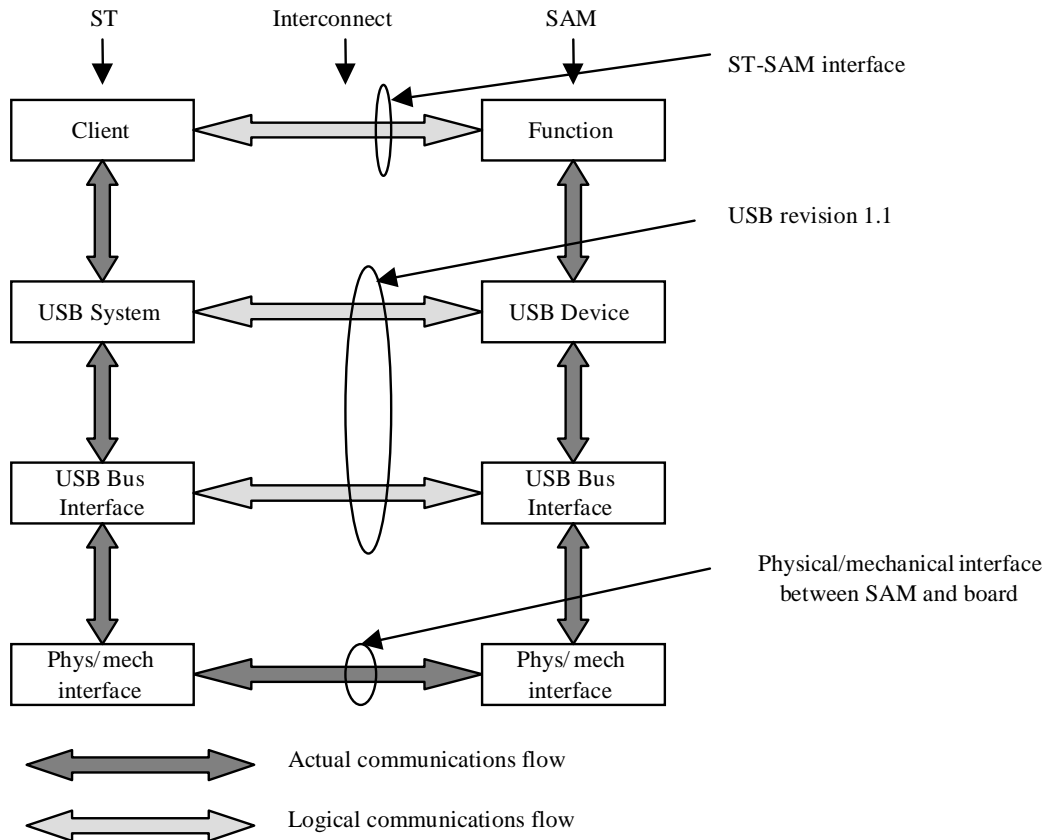 ST
Interconnect
SAM
ST-SAM interface
Client
Function
USB revision 1.1
USB System
USB Device
USB Bus
Interface
USB Bus
Interface
Physical/mechanical interface
between SAM and board
Phys/mech
interface
Phys/mech
interface
Actual communications flow
Logical communications flow